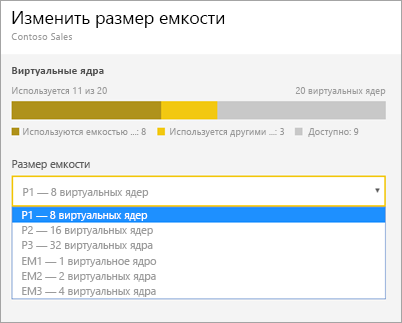 Изменить размер емкости
Contoso Sales
Виртуальные ядра
Используется 11 из 20 20 виртуальных ядер
Используются емкостью ...: 8 Используется другими ...: 3 Доступно: 9
Размер емкости
P1 — 8 виртуальных ядер
P1 — 8 виртуальных ядер
P2 — 16 виртуальных ядер
P3 — 32 виртуальных ядра
EM1 — 1 виртуальное ядро
EM2 — 2 виртуальных ядра
EM3 — 4 виртуальных ядра